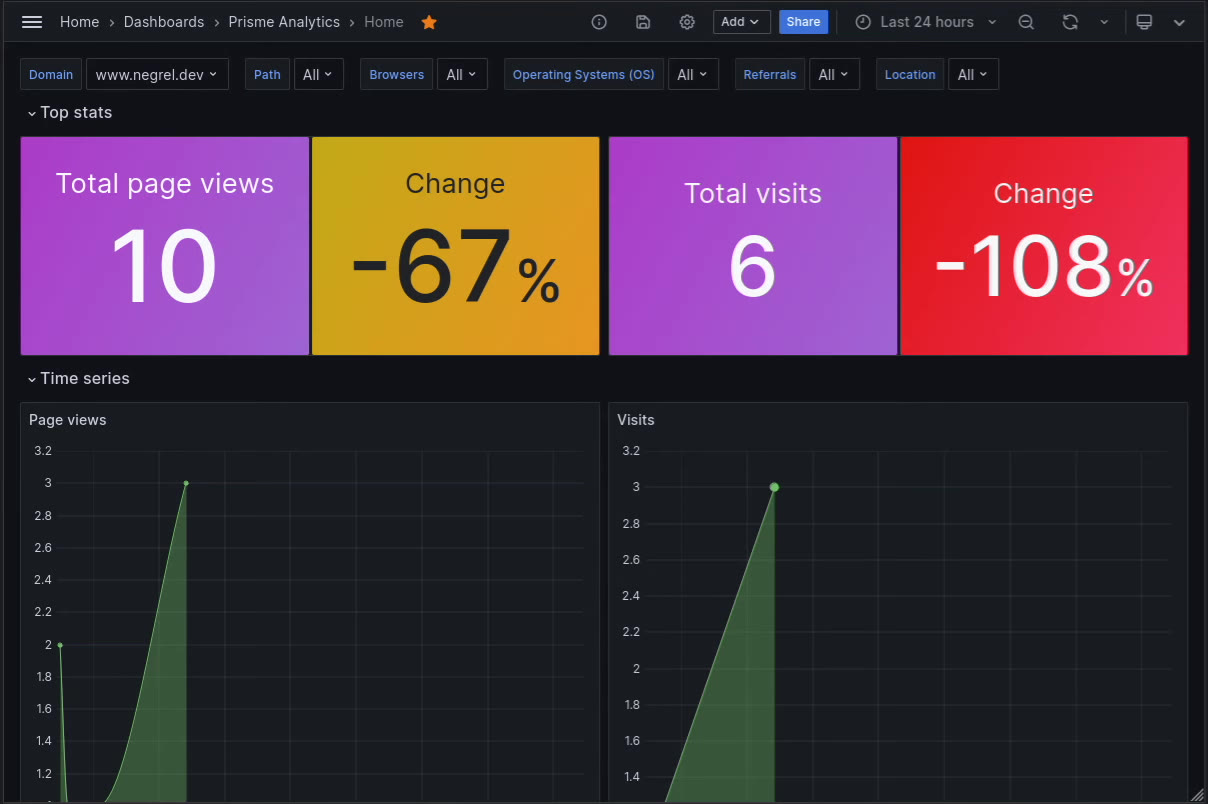 Home › Dashboards › Prisme Analytics › Home Add Share Last 24 hours
Domain www.negrel.dev Path All Browsers All Operating Systems (OS) All Referrals All Location All
Top stats
Total page views
10
Change
-67%
Total visits
6
Change
-108%
Time series
Page views
3.2
3
2.8
2.6
2.4
2.2
2
1.8
1.6
1.4
1.2
Visits
3.2
3
2.8
2.6
2.4
2.2
2
1.8
1.6
1.4